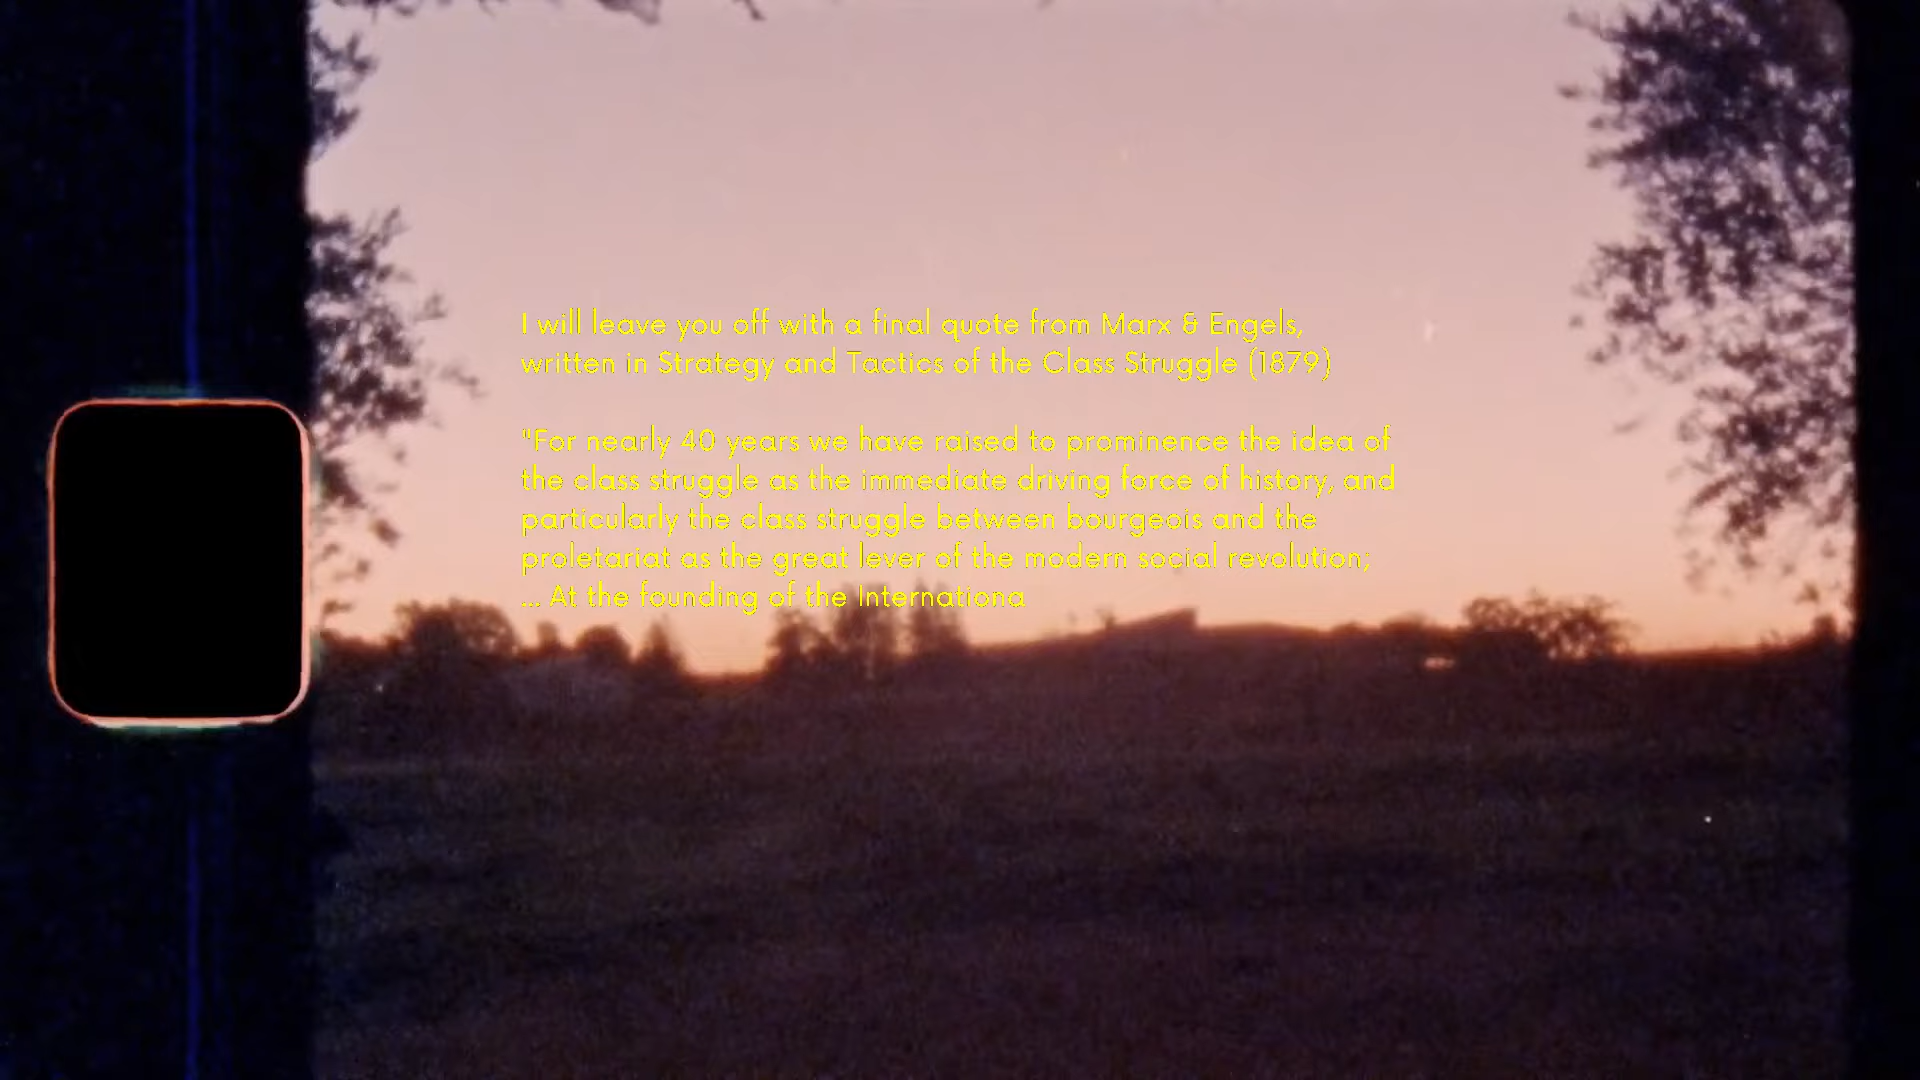 I will leave you off with a final quote from Marx & Engels,
written in Strategy and Tactics of the Class Struggle (1879)
"For nearly 40 years we have raised to prominence the idea of
the class struggle as the immediate driving force of history, and
particularly the class struggle between bourgeois and the
proletariat as the great lever of the modern social revolution;
... At the founding of the Internationa